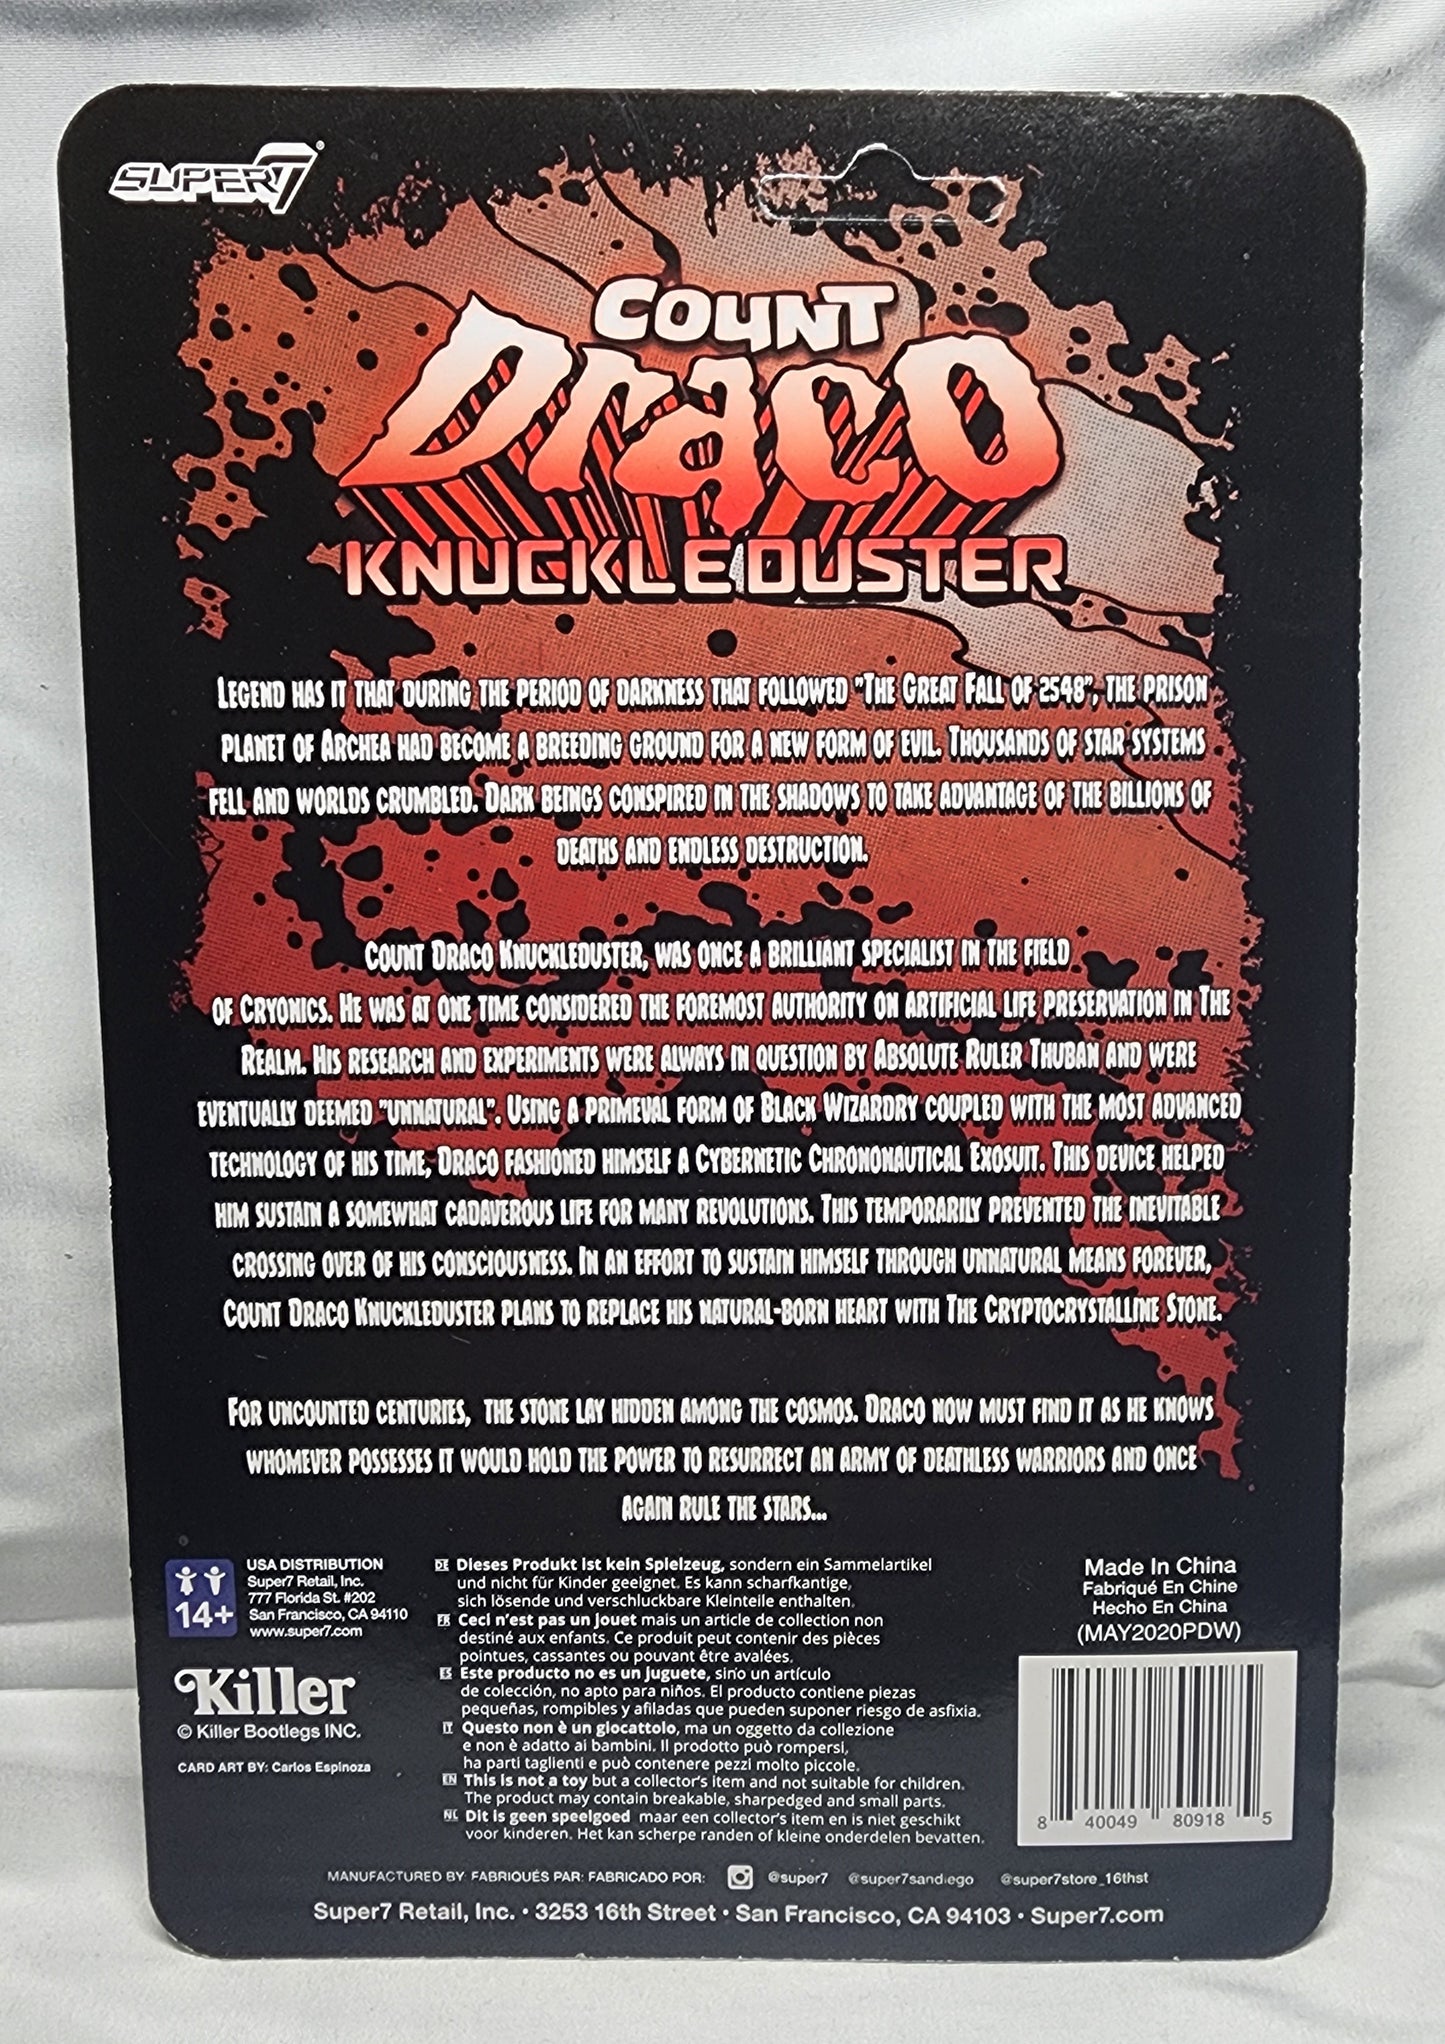 SUPER7®
COUNT
Draco
KNUCKLEDUSTER
LEGEND HAS IT THAT DURING THE PERIOD OF DARKNESS THAT FOLLOWED "THE GREAT FALL OF 2548", THE PRISON
PLANET OF ARCHEA HAD BECOME A BREEDING GROUND FOR A NEW FORM OF EVIL. THOUSANDS OF STAR SYSTEMS
FELL AND WORLDS CRUMBLED. DARK BEINGS CONSPIRED IN THE SHADOWS TO TAKE ADVANTAGE OF THE BILLIONS OF
DEATHS AND ENDLESS DESTRUCTION.
COUNT DRACO KNUCKLEDUSTER, WAS ONCE A BRILLIANT SPECIALIST IN THE FIELD
OF CRYONICS. HE WAS AT ONE TIME CONSIDERED THE FOREMOST AUTHORITY ON ARTIFICIAL LIFE PRESERVATION IN THE
REALM. HIS RESEARCH AND EXPERIMENTS WERE ALWAYS IN QUESTION BY ABSOLUTE RULER THUBAN AND WERE
EVENTUALLY DEEMED "UNNATURAL". USING A PRIMEVAL FORM OF BLACK WIZARDRY COUPLED WITH THE MOST ADVANCED
TECHNOLOGY OF HIS TIME, DRACO FASHIONED HIMSELF A CYBERNETIC CHRONONAUTICAL EXOSUIT. THIS DEVICE HELPED
HIM SUSTAIN A SOMEWHAT CADAVEROUS LIFE FOR MANY REVOLUTIONS. THIS TEMPORARILY PREVENTED THE INEVITABLE
CROSSING OVER OF HIS CONSCIOUSNESS. IN AN EFFORT TO SUSTAIN HIMSELF THROUGH UNNATURAL MEANS FOREVER,
COUNT DRACO KNUCKLEDUSTER PLANS TO REPLACE HIS NATURAL-BORN HEART WITH THE CRYPTOCRYSTALLINE STONE.
FOR UNCOUNTED CENTURIES, THE STONE LAY HIDDEN AMONG THE COSMOS. DRACO NOW MUST FIND IT AS HE KNOWS
WHOMEVER POSSESSES IT WOULD HOLD THE POWER TO RESURRECT AN ARMY OF DEATHLESS WARRIORS AND ONCE
AGAIN RULE THE STARS...
14+
USA DISTRIBUTION
Super7 Retail, Inc.
777 Florida St. #202
San Francisco, CA 94110
www.super7.com
Killer
© Killer Bootlegs INC.
CARD ART BY: Carlos Espinoza
DE Dieses Produkt ist kein Spielzeug, sondern ein Sammelartikel
und nicht für Kinder geeignet. Es kann scharfkantige,
sich lösende und verschluckbare Kleinteile enthalten.
FR Ceci n'est pas un jouet mais un article de collection non
destiné aux enfants. Ce produit peut contenir des pièces
pointues, cassantes ou pouvant être avalées.
ES Este producto no es un juguete, sino un artículo
de colección, no apto para niños. El producto contiene piezas
pequeñas, rompibles y afiladas que pueden suponer riesgo de asfixia.
IT Questo non è un giocattolo, ma un oggetto da collezione
e non è adatto ai bambini. Il prodotto può rompersi,
ha parti taglienti e può contenere pezzi molto piccole.
EN This is not a toy but a collector's item and not suitable for children.
The product may contain breakable, sharpedged and small parts.
NL Dit is geen speelgoed maar een collector's item en is niet geschikt
voor kinderen. Het kan scherpe randen of kleine onderdelen bevatten.
Made In China
Fabriqué En Chine
Hecho En China
(MAY2020PDW)
8 40049 80918 5
MANUFACTURED BY: FABRIQUÉS PAR: FABRICADO POR: @super7 @super7sandiego @super7store_16thst
Super7 Retail, Inc. • 3253 16th Street • San Francisco, CA 94103 • Super7.com